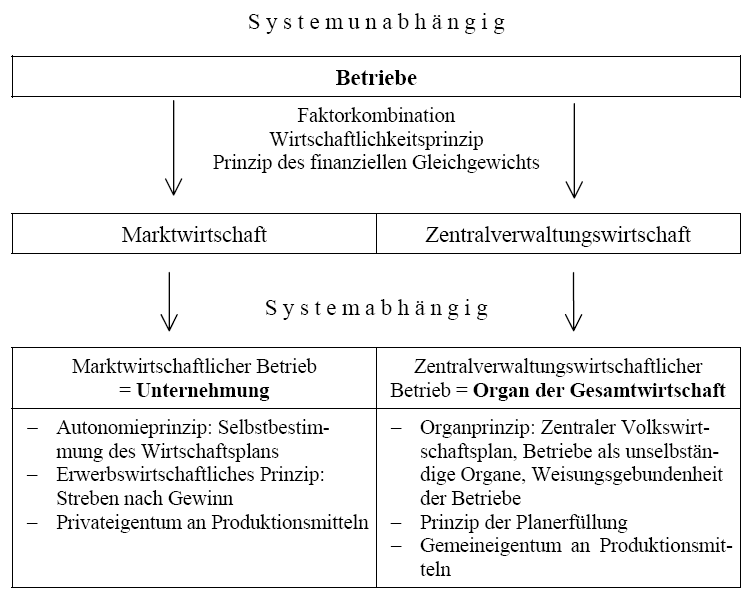 Systemunabhängig
Betriebe
Faktorkombination
Wirtschaftlichkeitsprinzip
Prinzip des finanziellen Gleichgewichts
Marktwirtschaft
Zentralverwaltungswirtschaft
Systemabhängig
Marktwirtschaftlicher Betrieb
= Unternehmung
– Autonomieprinzip: Selbstbestim-
mung des Wirtschaftsplans
– Erwerbswirtschaftliches Prinzip:
Streben nach Gewinn
– Privateigentum an Produktionsmitteln
Zentralverwaltungswirtschaftlicher
Betrieb = Organ der Gesamtwirtschaft
– Organprinzip: Zentraler Volkswirt-
schaftsplan, Betriebe als unselbstän-
dige Organe, Weisungsgebundenheit
der Betriebe
– Prinzip der Planerfüllung
– Gemeineigentum an Produktionsmit-
teln